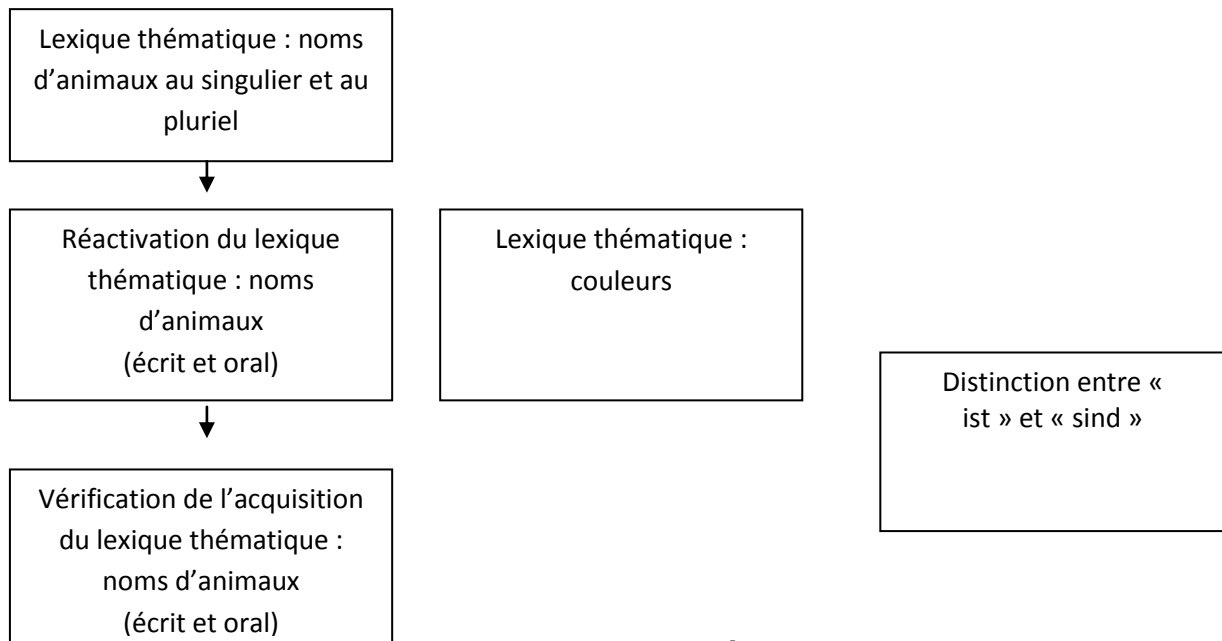 Lexique thématique : noms
d’animaux au singulier et au
pluriel
Réactivation du lexique
thématique : noms
d’animaux
(écrit et oral)
Lexique thématique :
couleurs
Distinction entre «
ist » et « sind »
Vérification de l’acquisition
du lexique thématique :
noms d’animaux
(écrit et oral)